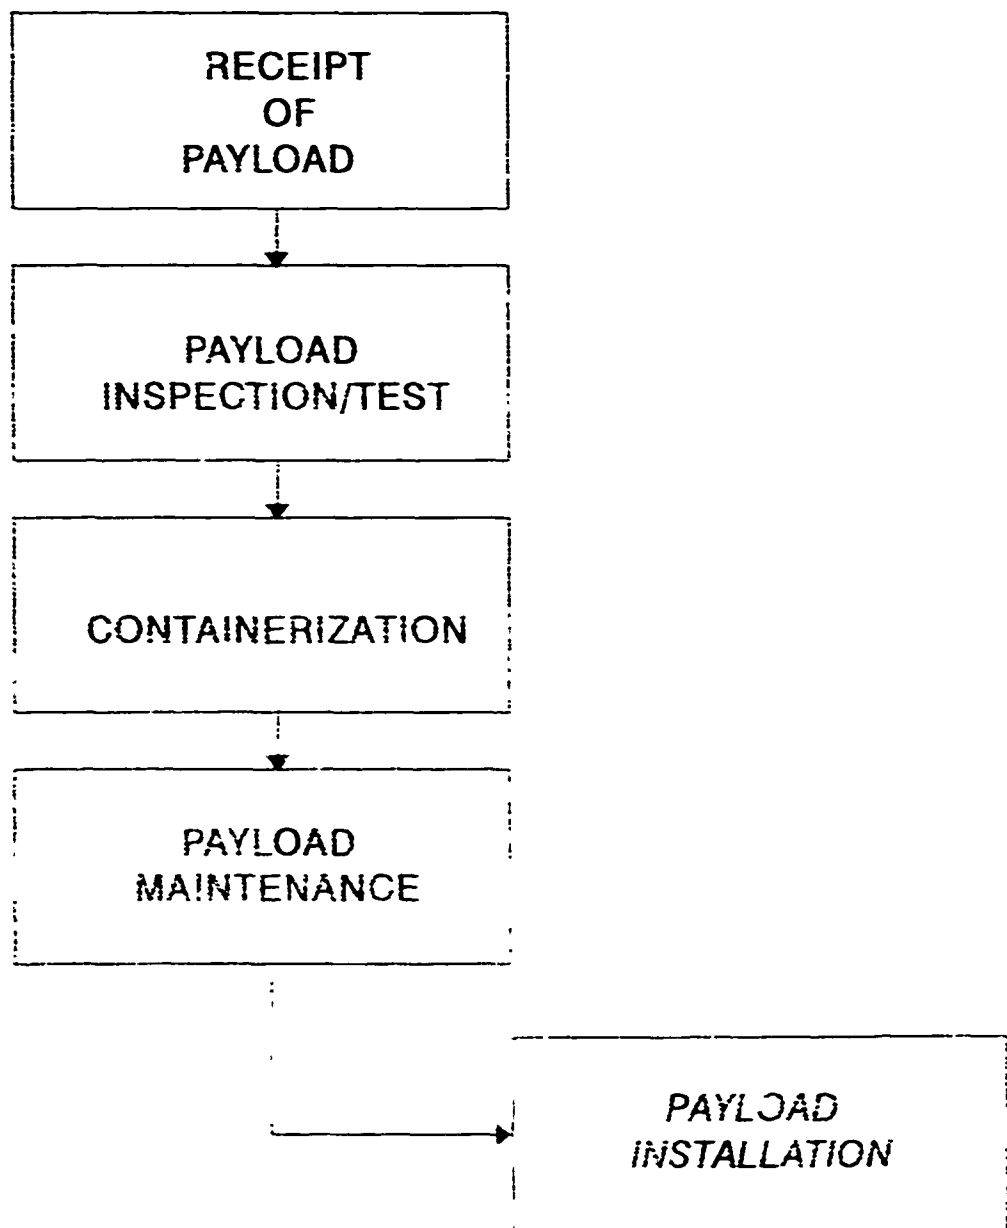 RECEIPT
OF
PAYLOAD
PAYLOAD
INSPECTION/TEST
CONTAINERIZATION
PAYLOAD
MAINTENANCE
PAYLOAD
INSTALLATION